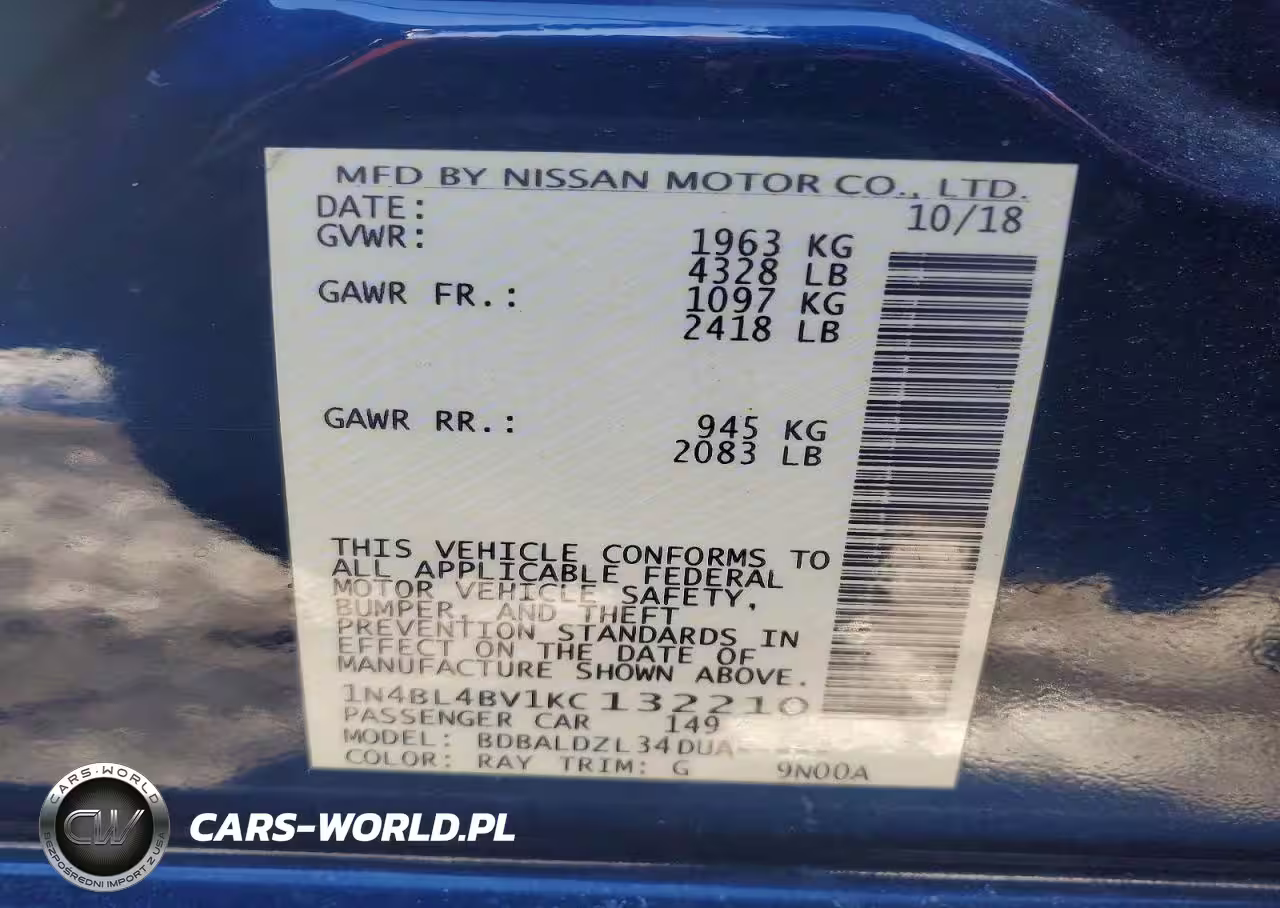 MFD BY NISSAN MOTOR CO., LTD.
DATE: 10/18
GVWR: 1963 KG
4328 LB
GAWR FR.: 1097 KG
2418 LB
GAWR RR.: 945 KG
2083 LB
THIS VEHICLE CONFORMS TO
ALL APPLICABLE FEDERAL
MOTOR VEHICLE SAFETY,
BUMPER, AND THEFT
PREVENTION STANDARDS IN
EFFECT ON THE DATE OF
MANUFACTURE SHOWN ABOVE.
1N4BL4BV1KC132210
PASSENGER CAR 149
MODEL: BDBALDZL34DUA
COLOR: RAY TRIM: G 9N00A
CARS-WORLD
CW
BEZPOŚREDNI IMPORT Z USA
CARS-WORLD.PL